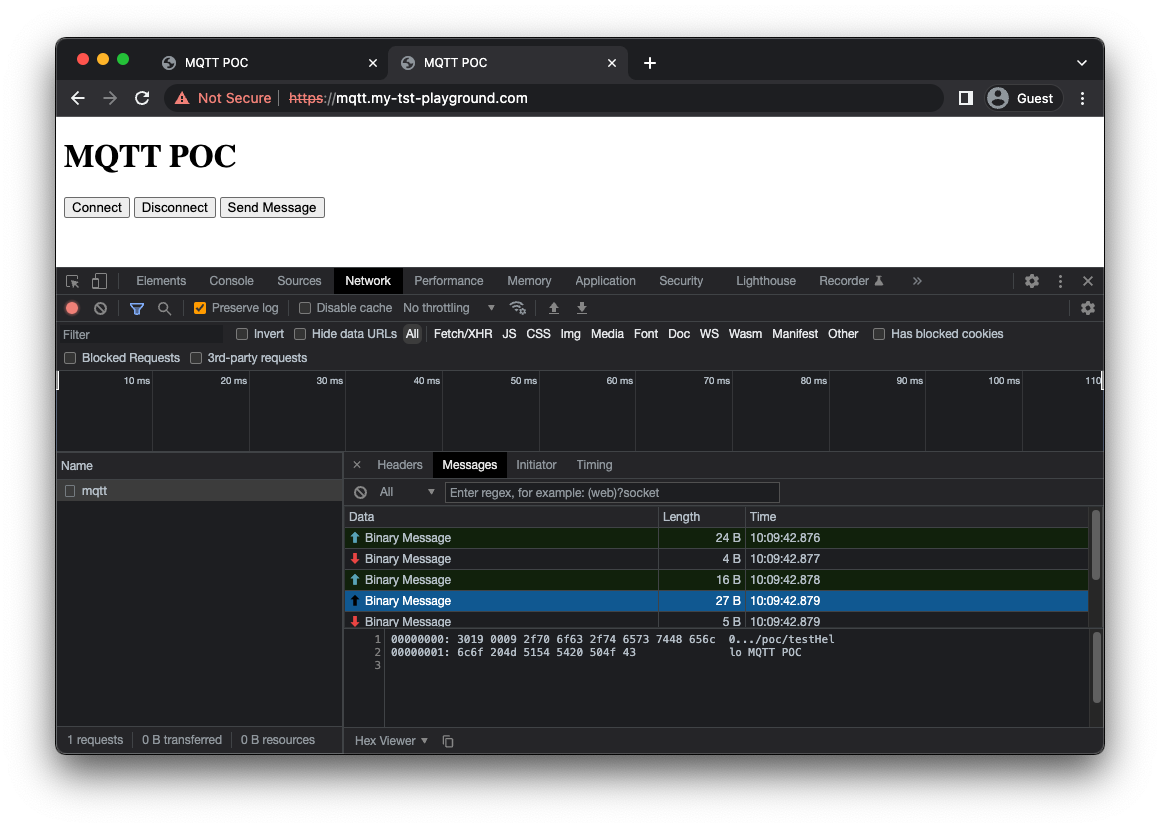 MQTT POC
MQTT POC
Not Secure https://mqtt.my-tst-playground.com Guest
MQTT POC
Connect Disconnect Send Message
Elements Console Sources Network Performance Memory Application Security Lighthouse Recorder »
Preserve log Disable cache No throttling
Filter Invert Hide data URLs All Fetch/XHR JS CSS Img Media Font Doc WS Wasm Manifest Other Has blocked cookies
Blocked Requests 3rd-party requests
10 ms 20 ms 30 ms 40 ms 50 ms 60 ms 70 ms 80 ms 90 ms 100 ms 110
Name
mqtt
Headers Messages Initiator Timing
All Enter regex, for example: (web)?socket
Data Length Time
Binary Message 24 B 10:09:42.876
Binary Message 4 B 10:09:42.877
Binary Message 16 B 10:09:42.878
Binary Message 27 B 10:09:42.879
Binary Message 5 B 10:09:42.879
1 00000000: 3019 0009 2f70 6f63 2f74 6573 7448 656c 0.../poc/testHel
2 00000001: 6c6f 204d 5154 5420 504f 43 lo MQTT POC
3
1 requests 0 B transferred 0 B resources
Hex Viewer